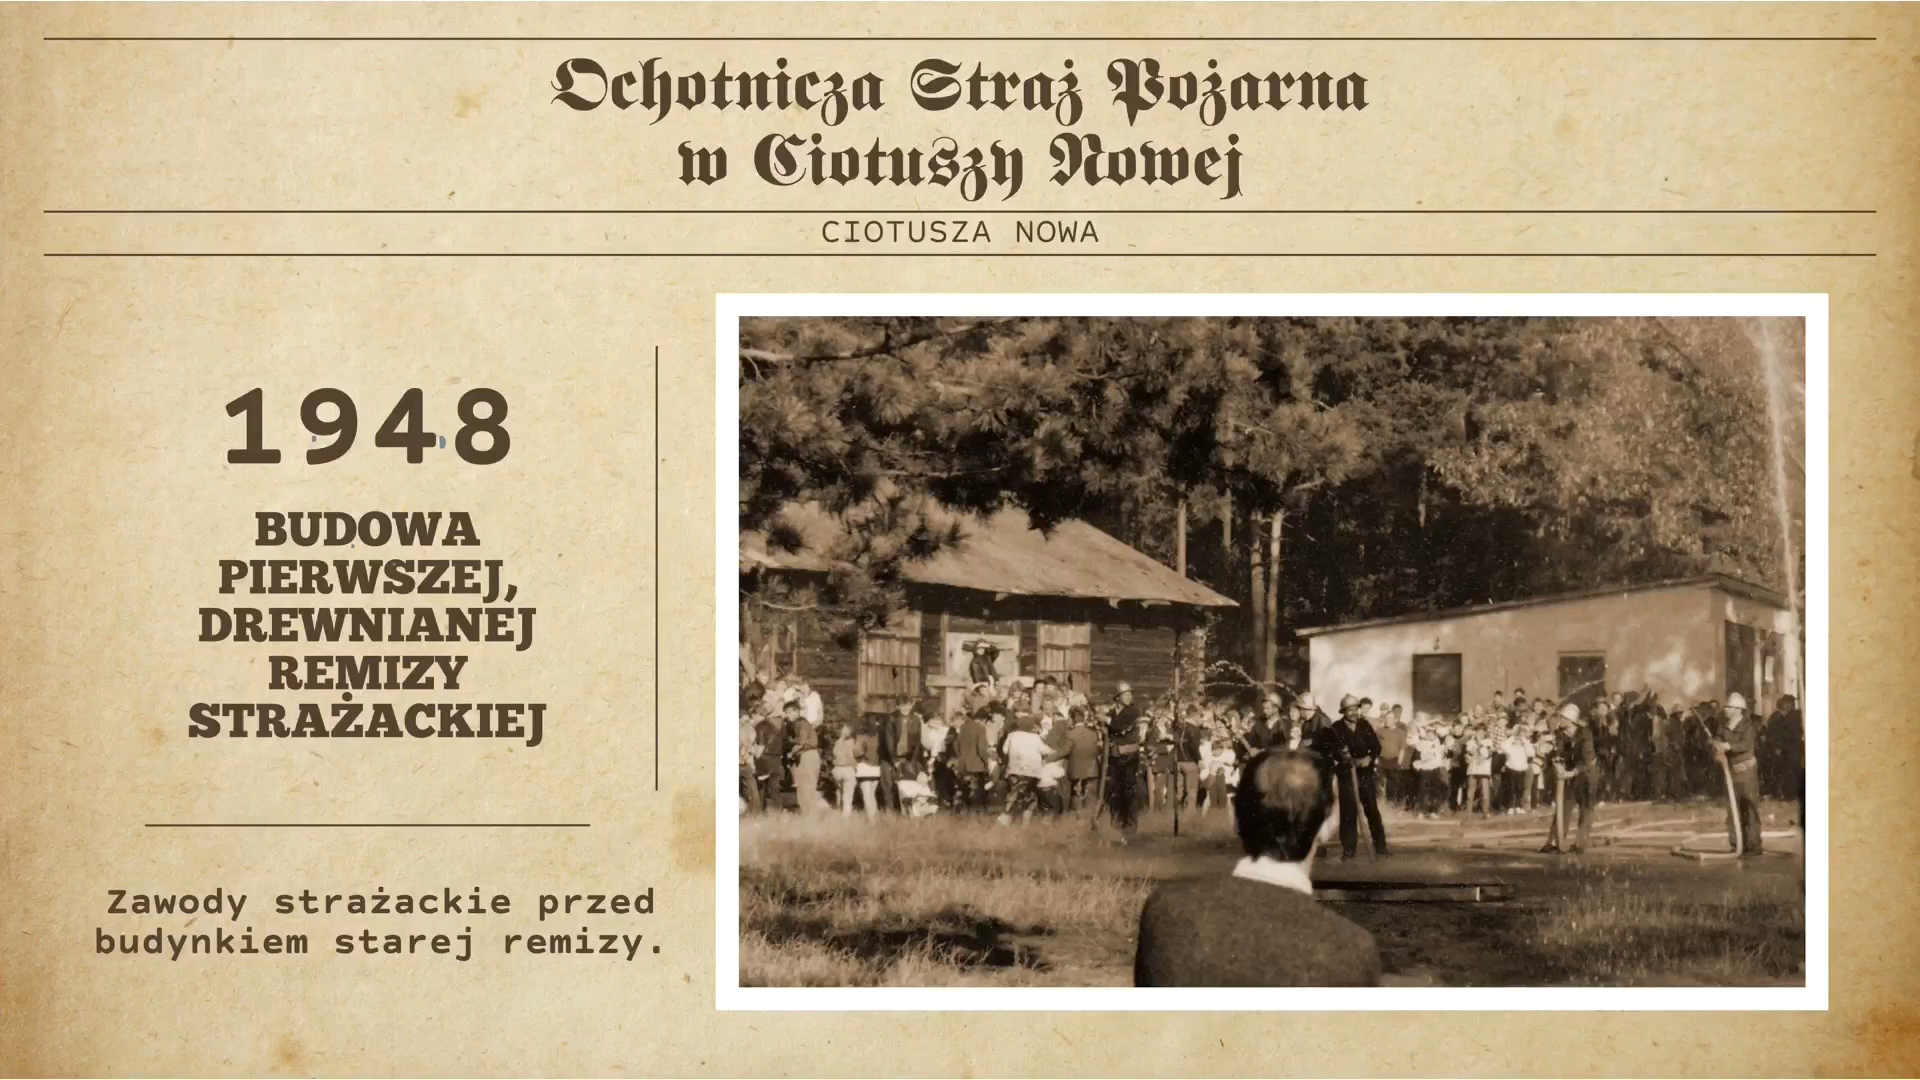 Ochotnicza Straż Pożarna
w Ciotuszy Nowej
CIOTUSZA NOWA
1948
BUDOWA
PIERWSZEJ,
DREWNIANEJ
REMIZY
STRAŻACKIEJ
Zawody strażackie przed
budynkiem starej remizy.